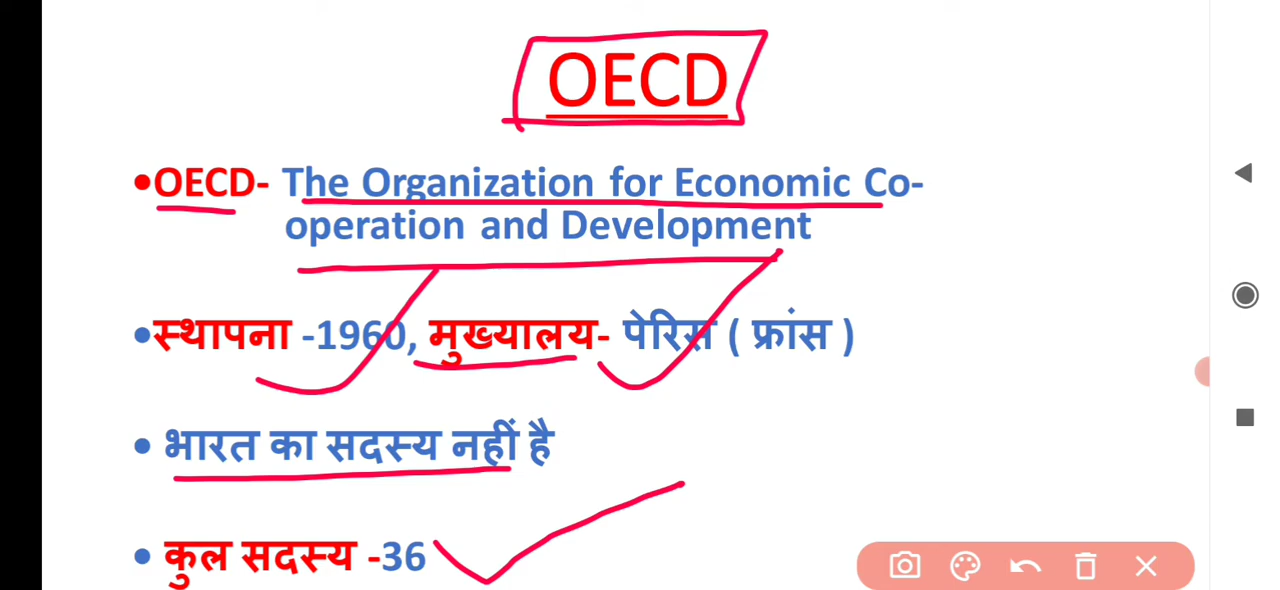 OECD
•OECD- The Organization for Economic Co-
operation and Development
•स्थापना -1960, मुख्यालय- पेरिस ( फ्रांस )
• भारत का सदस्य नहीं है
• कुल सदस्य -36